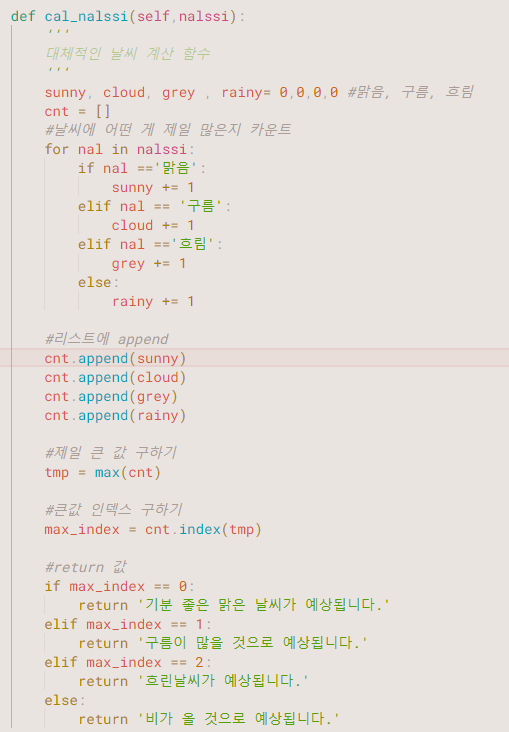 def cal_nalssi(self,nalssi):
    '''
    대체적인 날씨 계산 함수
    '''
    sunny, cloud, grey , rainy= 0,0,0,0 #맑음, 구름, 흐림
    cnt = []
    #날씨에 어떤 게 제일 많은지 카운트
    for nal in nalssi:
        if nal =='맑음':
            sunny += 1
        elif nal == '구름':
            cloud += 1
        elif nal =='흐림':
            grey += 1
        else:
            rainy += 1
    #리스트에 append
    cnt.append(sunny)
    cnt.append(cloud)
    cnt.append(grey)
    cnt.append(rainy)
    #제일 큰 값 구하기
    tmp = max(cnt)
    #큰값 인덱스 구하기
    max_index = cnt.index(tmp)
    #return 값
    if max_index == 0:
        return '기분 좋은 맑은 날씨가 예상됩니다.'
    elif max_index == 1:
        return '구름이 많을 것으로 예상됩니다.'
    elif max_index == 2:
        return '흐린날씨가 예상됩니다.'
    else:
        return '비가 올 것으로 예상됩니다.'